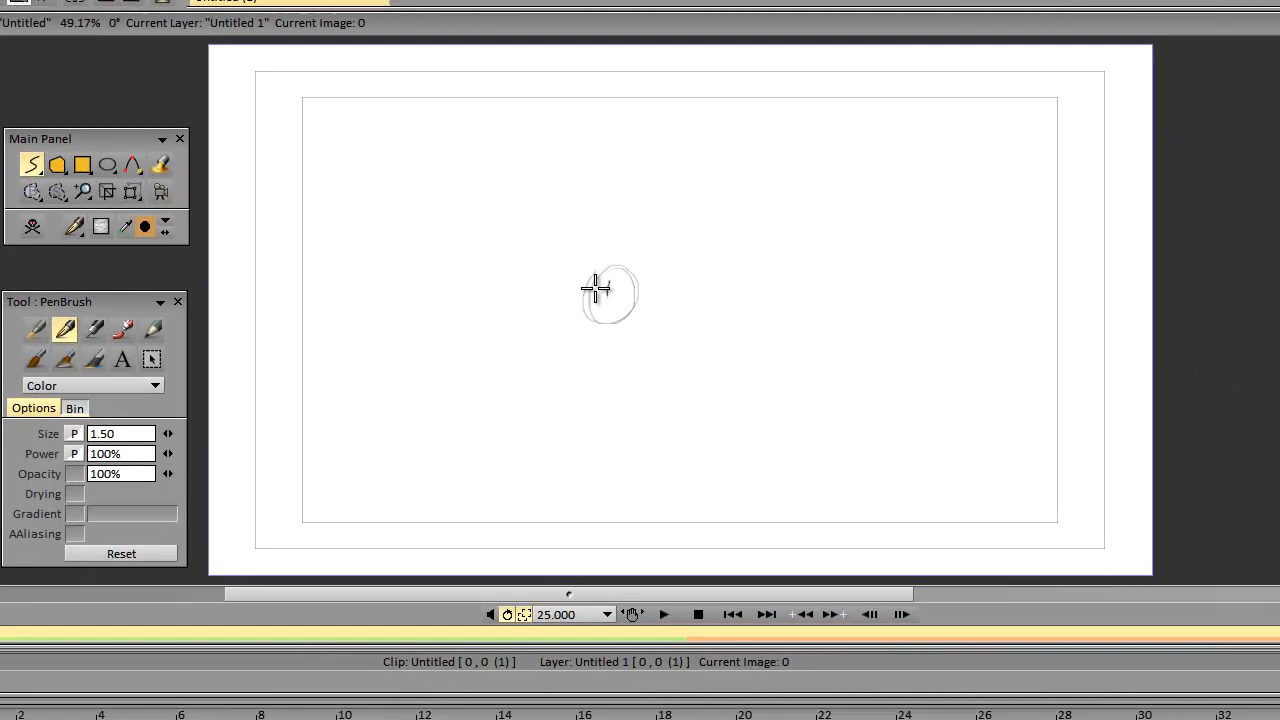 "Untitled" 49.17% 0° Current Layer: "Untitled 1" Current Image: 0
Main Panel
Tool : PenBrush
A
Color
Options Bin
Size P 1.50
Power P 100%
Opacity 100%
Drying
Gradient
AAliasing
Reset
25.000
Clip: Untitled [ 0 , 0 (1) ] Layer: Untitled 1 [ 0 , 0 (1) ] Current Image: 0
2 4 6 8 10 12 14 16 18 20 22 24 26 28 30 32